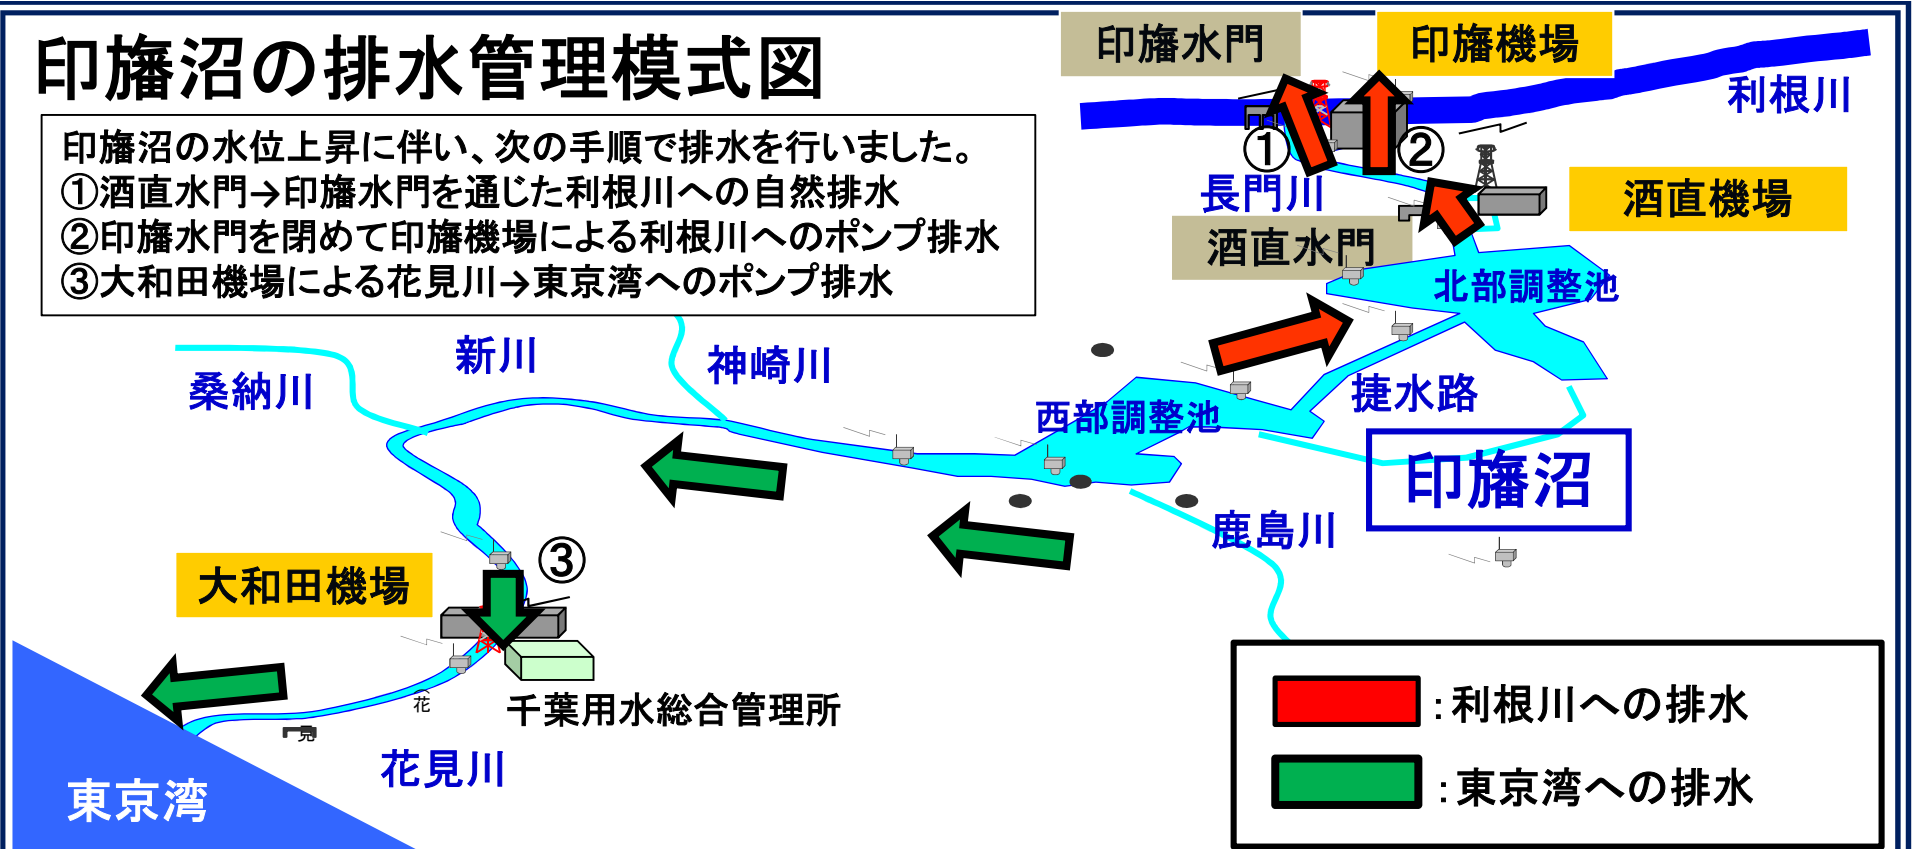 印旛沼の排水管理模式図
印旛沼の水位上昇に伴い、次の手順で排水を行いました。
①酒直水門→印旛水門を通じた利根川への自然排水
②印旛水門を閉めて印旛機場による利根川へのポンプ排水
③大和田機場による花見川→東京湾へのポンプ排水
印旛水門
印旛機場
利根川
①
②
長門川
酒直機場
酒直水門
北部調整池
新川
神崎川
桑納川
捷水路
西部調整池
印旛沼
鹿島川
③
大和田機場
千葉用水総合管理所
花
見
花見川
東京湾
：利根川への排水
：東京湾への排水